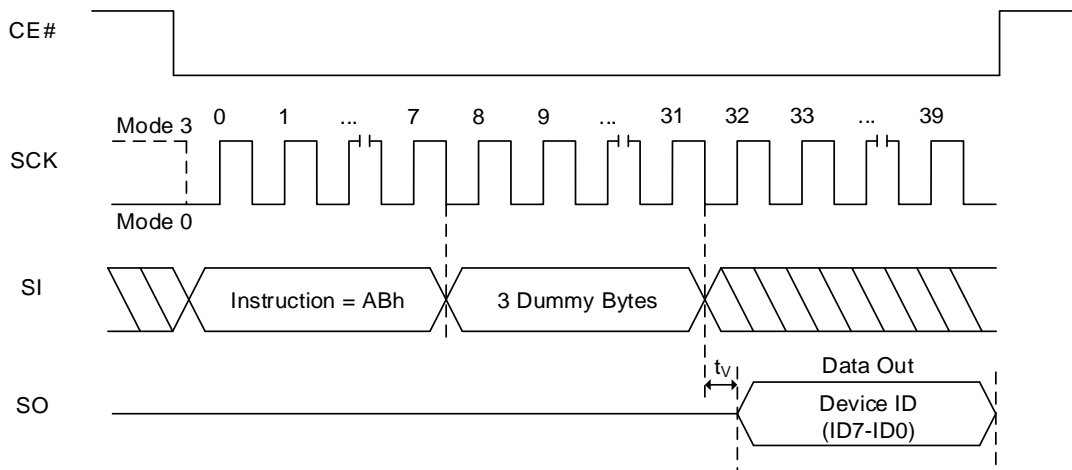 CE#
0 1 ... 7 8 9 ... 31 32 33 ... 39
Mode 3
SCK
Mode 0
SI
Instruction = ABh
3 Dummy Bytes
tV
Data Out
SO
Device ID
(ID7-ID0)